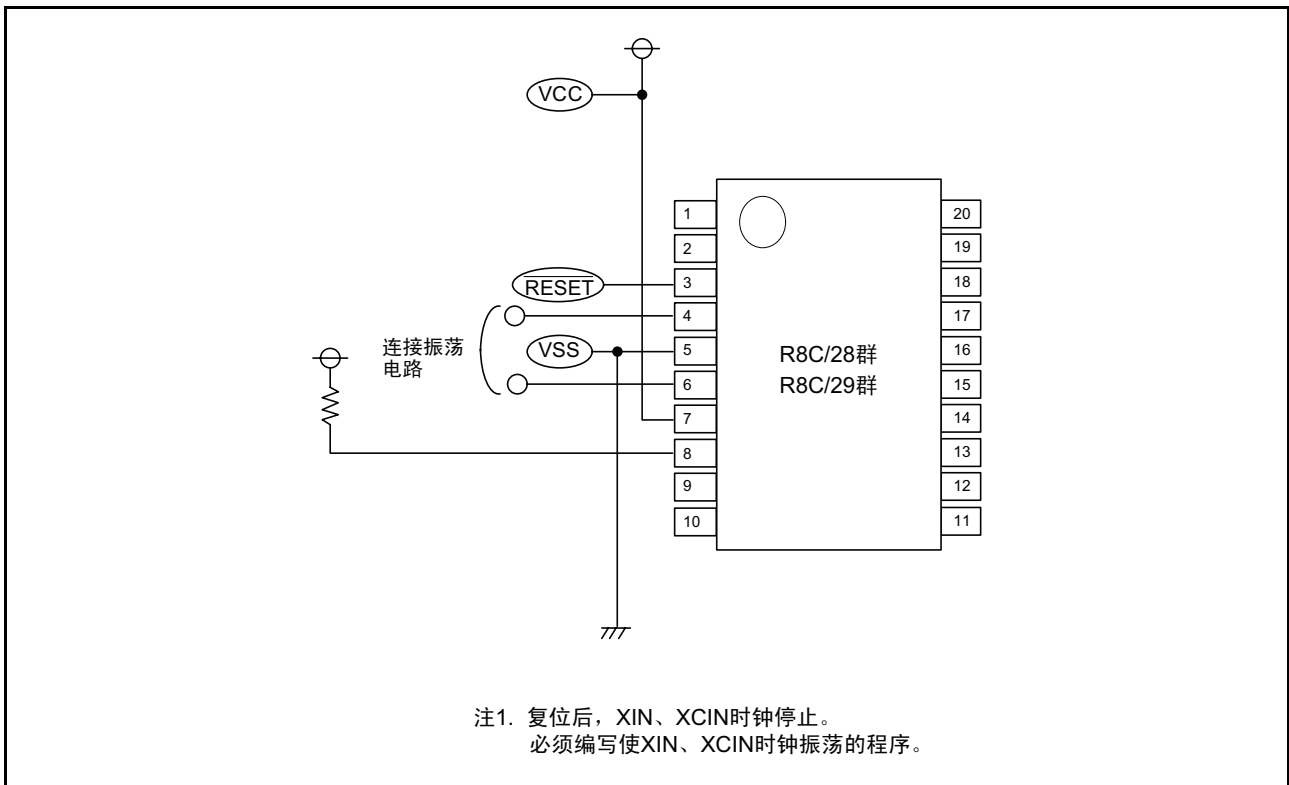 VCC
1
20
2
19
RESET
3
18
4
17
连接振荡
电路
VSS
5
R8C/28群
16
6
R8C/29群
15
7
14
8
13
9
12
10
11
注1. 复位后，XIN、XCIN时钟停止。
必须编写使XIN、XCIN时钟振荡的程序。